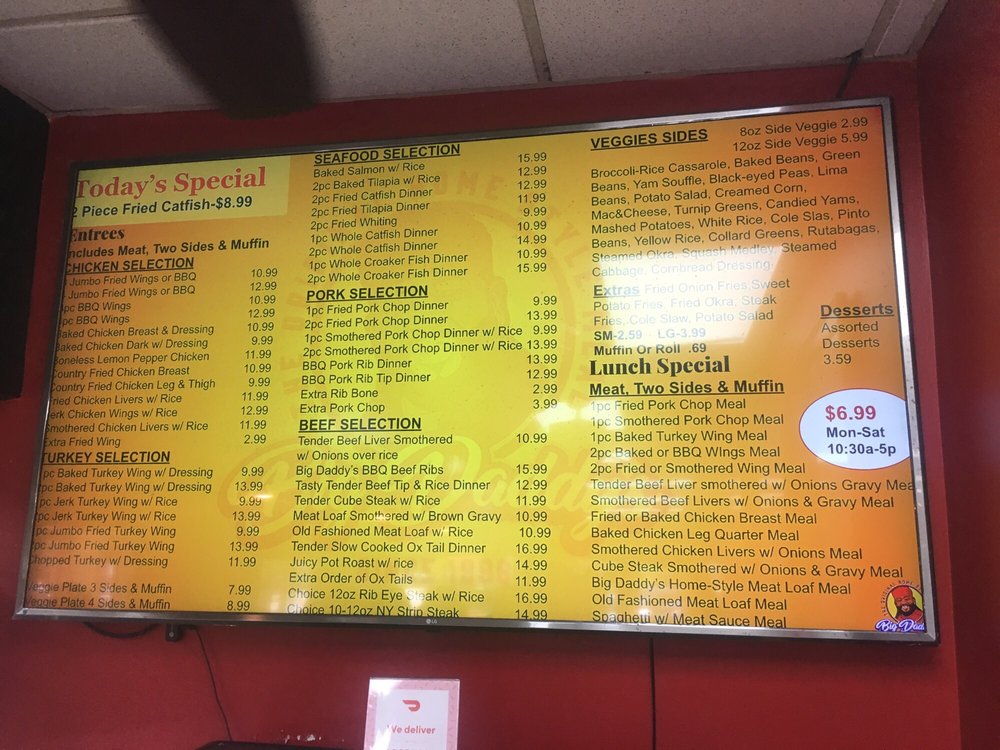 Today's Special
2 Piece Fried Catfish-$8.99
Entrees
Includes Meat, Two Sides & Muffin
CHICKEN SELECTION
Jumbo Fried Wings or BBQ 10.99
Jumbo Fried Wings or BBQ 12.99
pc BBQ Wings 10.99
pc BBQ Wings 12.99
Baked Chicken Breast & Dressing 10.99
Baked Chicken Dark w/ Dressing 9.99
Boneless Lemon Pepper Chicken 11.99
Country Fried Chicken Breast 10.99
Country Fried Chicken Leg & Thigh 9.99
Fried Chicken Livers w/ Rice 11.99
Jerk Chicken Wings w/ Rice 12.99
Smothered Chicken Livers w/ Rice 11.99
Extra Fried Wing 2.99
TURKEY SELECTION
pc Baked Turkey Wing w/ Dressing 9.99
pc Baked Turkey Wing w/ Dressing 13.99
pc Jerk Turkey Wing w/ Rice 9.99
pc Jerk Turkey Wing w/ Rice 13.99
pc Jumbo Fried Turkey Wing 9.99
pc Jumbo Fried Turkey Wing 13.99
Chopped Turkey w/ Dressing 11.99
Veggie Plate 3 Sides & Muffin 7.99
Veggie Plate 4 Sides & Muffin 8.99
SEAFOOD SELECTION
Baked Salmon w/ Rice 15.99
2pc Baked Tilapia w/ Rice 12.99
2pc Fried Catfish Dinner 12.99
2pc Fried Tilapia Dinner 11.99
2pc Fried Whiting 9.99
1pc Whole Catfish Dinner 10.99
2pc Whole Catfish Dinner 14.99
1pc Whole Croaker Fish Dinner 10.99
2pc Whole Croaker Fish Dinner 15.99
PORK SELECTION
1pc Fried Pork Chop Dinner 9.99
2pc Fried Pork Chop Dinner 13.99
1pc Smothered Pork Chop Dinner w/ Rice 9.99
2pc Smothered Pork Chop Dinner w/ Rice 13.99
BBQ Pork Rib Dinner 13.99
BBQ Pork Rib Tip Dinner 12.99
Extra Rib Bone 2.99
Extra Pork Chop 3.99
BEEF SELECTION
Tender Beef Liver Smothered 10.99
w/ Onions over rice
Big Daddy's BBQ Beef Ribs 15.99
Tasty Tender Beef Tip & Rice Dinner 12.99
Tender Cube Steak w/ Rice 11.99
Meat Loaf Smothered w/ Brown Gravy 10.99
Old Fashioned Meat Loaf w/ Rice 10.99
Tender Slow Cooked Ox Tail Dinner 16.99
Juicy Pot Roast w/ rice 14.99
Extra Order of Ox Tails 11.99
Choice 12oz Rib Eye Steak w/ Rice 16.99
Choice 10-12oz NY Strip Steak 14.99
VEGGIES SIDES
8oz Side Veggie 2.99
12oz Side Veggie 5.99
Broccoli-Rice Cassarole, Baked Beans, Green
Beans, Yam Souffle, Black-eyed Peas, Lima
Beans, Potato Salad, Creamed Corn,
Mac&Cheese, Turnip Greens, Candied Yams,
Mashed Potatoes, White Rice, Cole Slas, Pinto
Beans, Yellow Rice, Collard Greens, Rutabagas,
Steamed Okra, Squash Medley, Steamed
Cabbage, Cornbread Dressing,
Extras Fried Onion Fries,Sweet
Potato Fries, Fried Okra, Steak
Fries, Cole Slaw, Potato Salad
SM-2.59 LG-3.99
Muffin Or Roll .69
Desserts
Assorted
Desserts
3.59
Lunch Special
Meat, Two Sides & Muffin
1pc Fried Pork Chop Meal
1pc Smothered Pork Chop Meal
1pc Baked Turkey Wing Meal
2pc Baked or BBQ WIngs Meal
2pc Fried or Smothered Wing Meal
Tender Beef Liver smothered w/ Onions Gravy Mea
Smothered Beef Livers w/ Onions & Gravy Meal
Fried or Baked Chicken Breast Meal
Baked Chicken Leg Quarter Meal
Smothered Chicken Livers w/ Onions Meal
Cube Steak Smothered w/ Onions & Gravy Meal
Big Daddy's Home-Style Meat Loaf Meal
Old Fashioned Meat Loaf Meal
Spaghetti w/ Meat Sauce Meal
$6.99
Mon-Sat
10:30a-5p
Big Dad
LG
We deliver